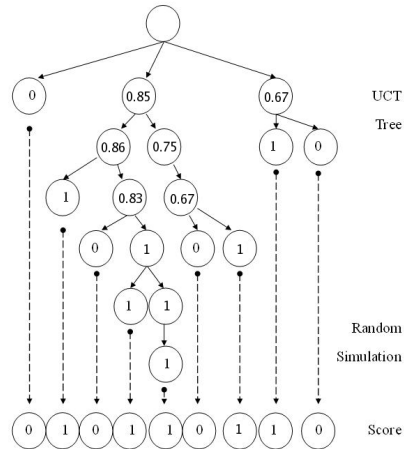 0 0.85 0.67 UCT
Tree
0.86 0.75 1 0
1 0.83 0.67
0 1 0 1
1 1
Random
1 Simulation
0 1 0 1 1 0 1 1 0 Score